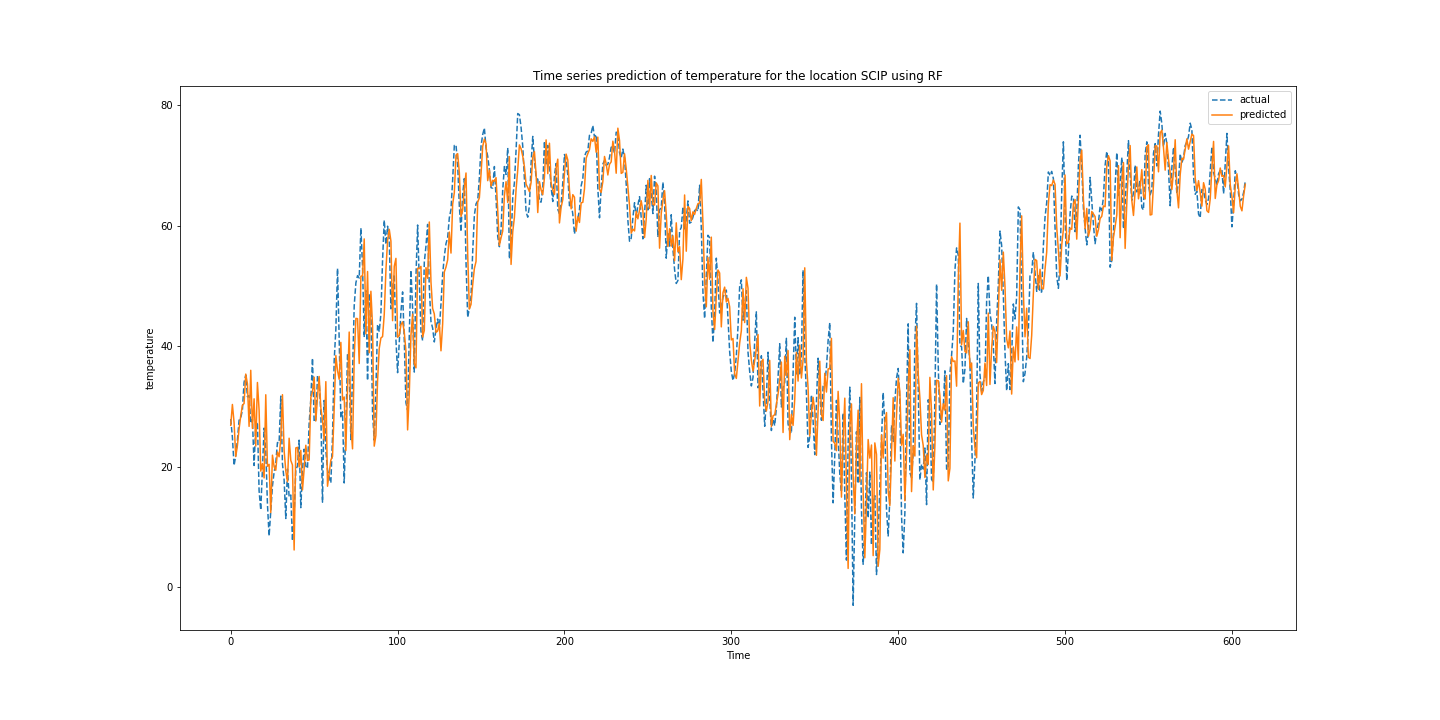 Time series prediction of temperature for the location SCIP using RF
actual
predicted
80
60
40
20
0
temperature
0 100 200 300 400 500 600
Time